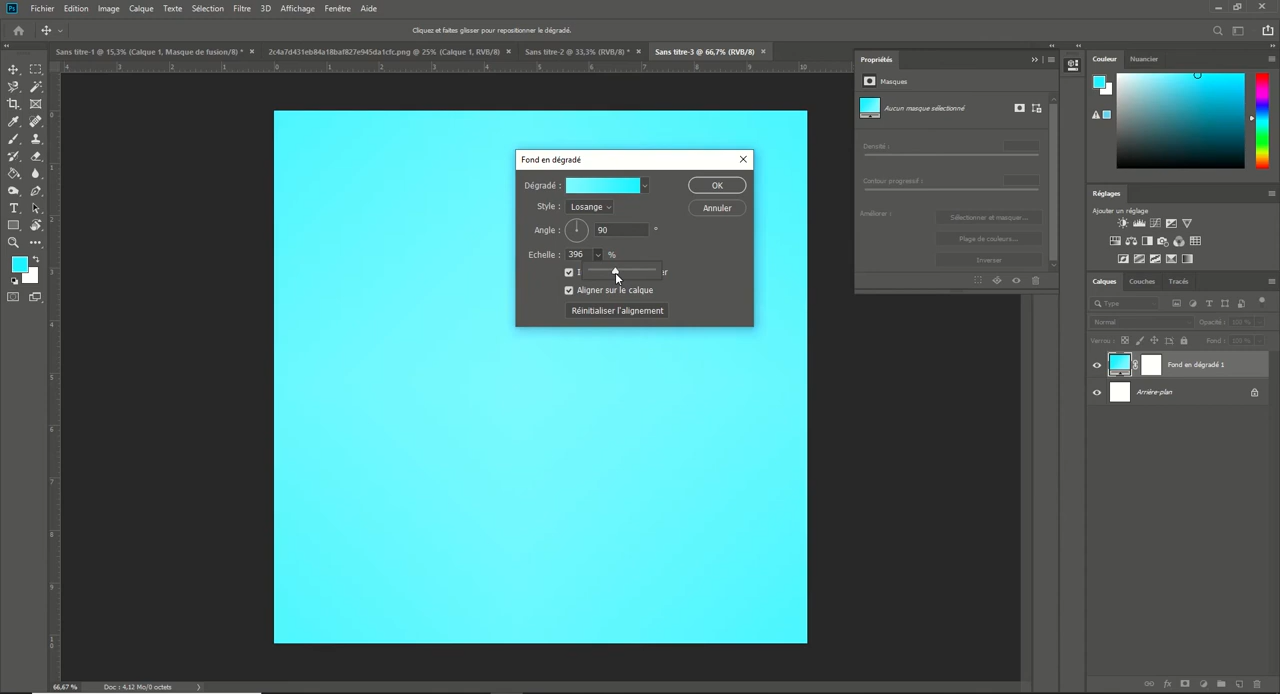 Fichier Edition Image Calque Texte Sélection Filtre 3D Affichage Fenêtre Aide
Cliquez et faites glisser pour repositionner le dégradé.
Sans titre-1 @ 15,3% (Calque 1, Masque de fusion/8) *
2c4a7d431eb84a18baf827e945da1cfc.png @ 25% (Calque 1, RVB/8)
Sans titre-2 @ 33,3% (RVB/8) *
Sans titre-3 @ 66,7% (RVB/8)
Propriétés
Masques
Aucun masque sélectionné
Densité :
Contour progressif :
Améliorer :
Sélectionner et masquer...
Plage de couleurs...
Inverser
Fond en dégradé
Dégradé :
OK
Style : Losange
Annuler
Angle : 90 °
Echelle : 396 %
Aligner sur le calque
Réinitialiser l'alignement
Couleur Nuancier
Réglages
Ajouter un réglage
Calques Couches Tracés
Type
Normal Opacité : 100 %
Verrou : Fond : 100 %
Fond en dégradé 1
Arrière-plan
66,67 % Doc : 4,12 Mo/0 octets